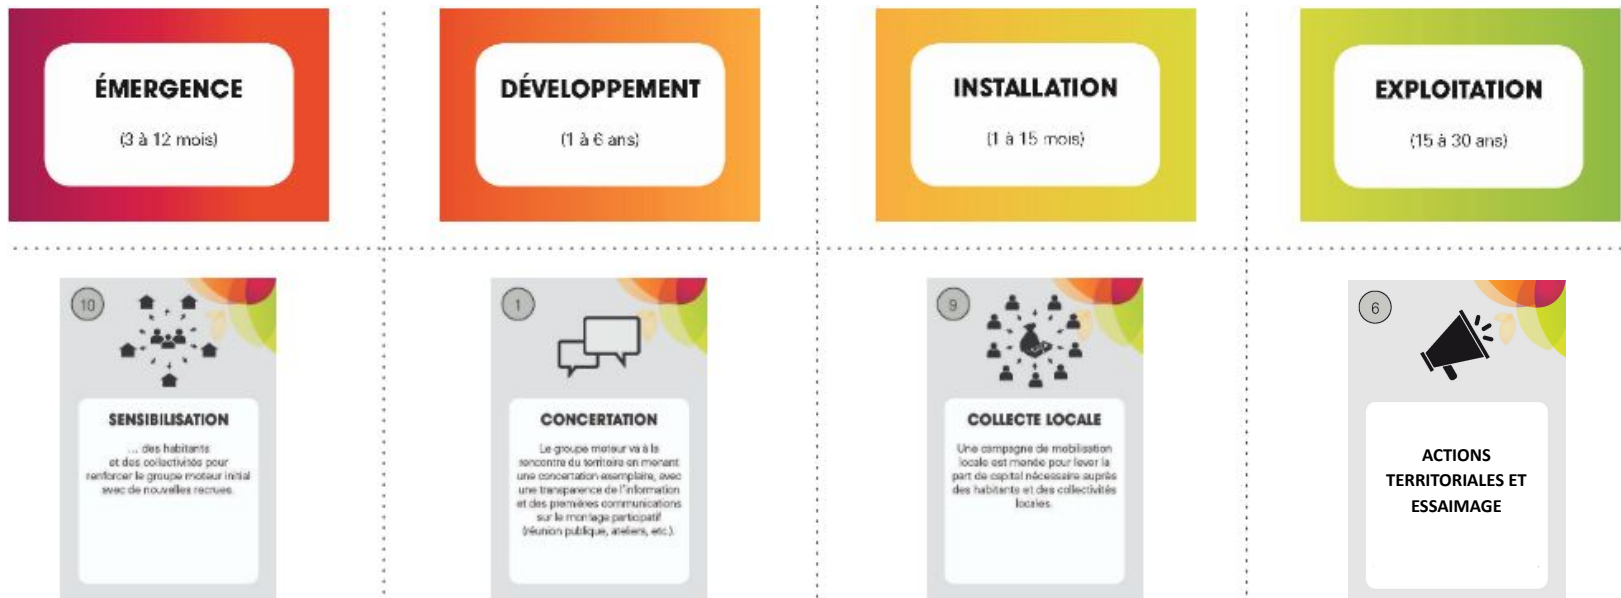 ÉMERGENCE
(3 à 12 mois)
DÉVELOPPEMENT
(1 à 6 ans)
INSTALLATION
(1 à 15 mois)
EXPLOITATION
(15 à 30 ans)
10
SENSIBILISATION
... des habitants
et des collectivités pour
renforcer le groupe moteur initial
avec de nouvelles recrues.
1
CONCERTATION
Le groupe moteur va à la
rencontre du territoire en menant
une concertation exemplaire, avec
une transparence de l'information
et des premières communications
sur le montage participatif
(réunion publique, ateliers, etc.).
9
COLLECTE LOCALE
Une campagne de mobilisation
locale est menée pour lever la
part de capital nécessaire auprès
des habitants et des collectivités
locales.
6
ACTIONS
TERRITORIALES ET
ESSAIMAGE